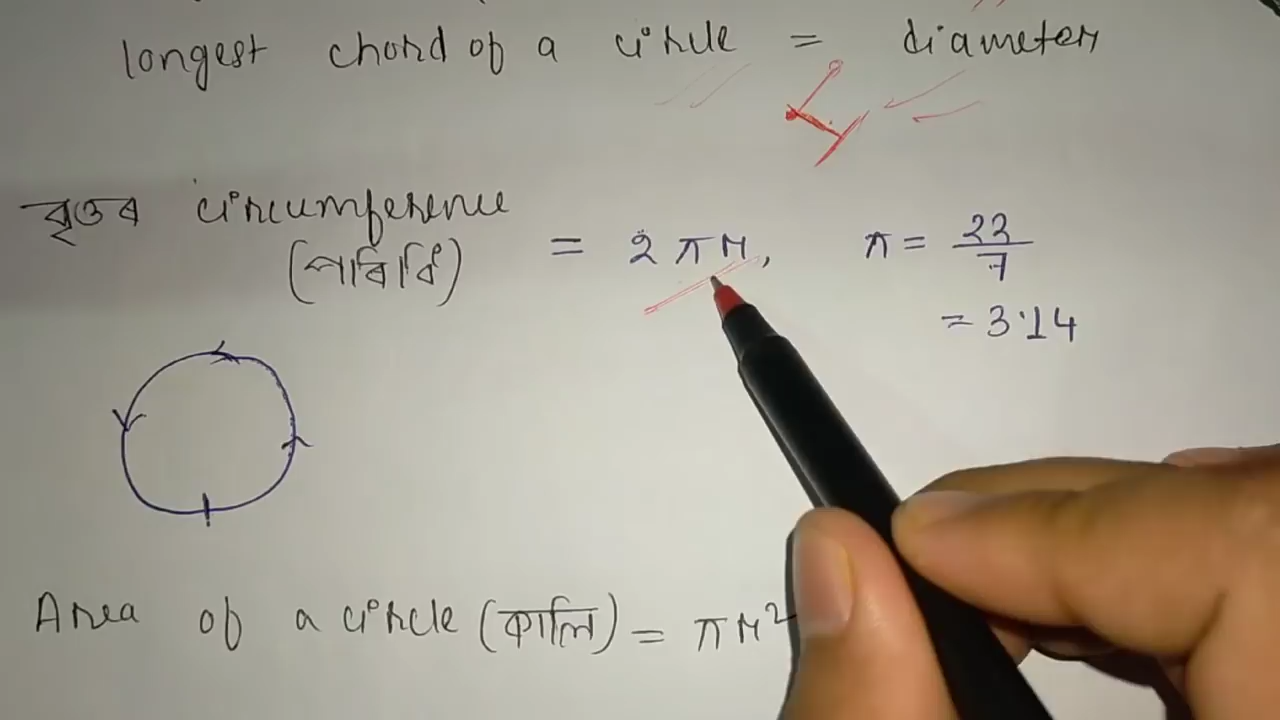 longest chord of a circle = diameter
বৃত্তৰ circumference
(পৰিধি) = 2πr, π = 22/7
= 3.14
Area of a circle (কালি) = πr²